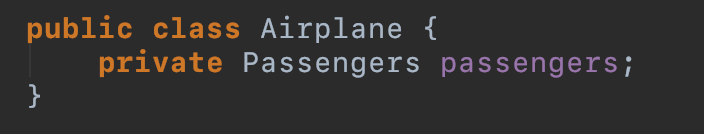 public class Airplane {
    private Passengers passengers;
}